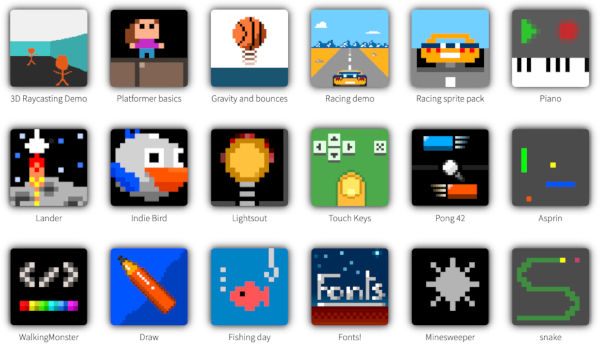 3D Raycasting Demo
Platformer basics
Gravity and bounces
Racing demo
Racing sprite pack
Piano
Lander
Indie Bird
Lightsout
Touch Keys
Pong 42
Asprin
</>
Fonts
WalkingMonster
Draw
Fishing day
Fonts!
Minesweeper
snake